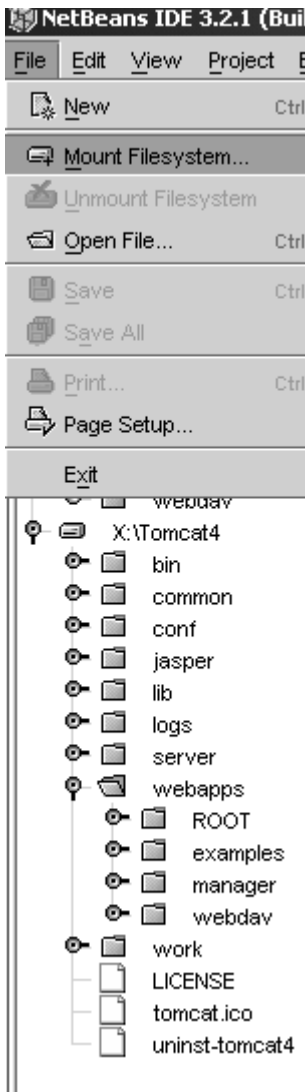 NetBeans IDE 3.2.1 (Bui
File Edit View Project
New Ctrl
Mount Filesystem...
Unmount Filesystem
Open File... Ctrl
Save Ctrl
Save All
Print... Ctrl
Page Setup...
Exit
webdav
X:\Tomcat4
bin
common
conf
jasper
lib
logs
server
webapps
ROOT
examples
manager
webdav
work
LICENSE
tomcat.ico
uninst-tomcat4